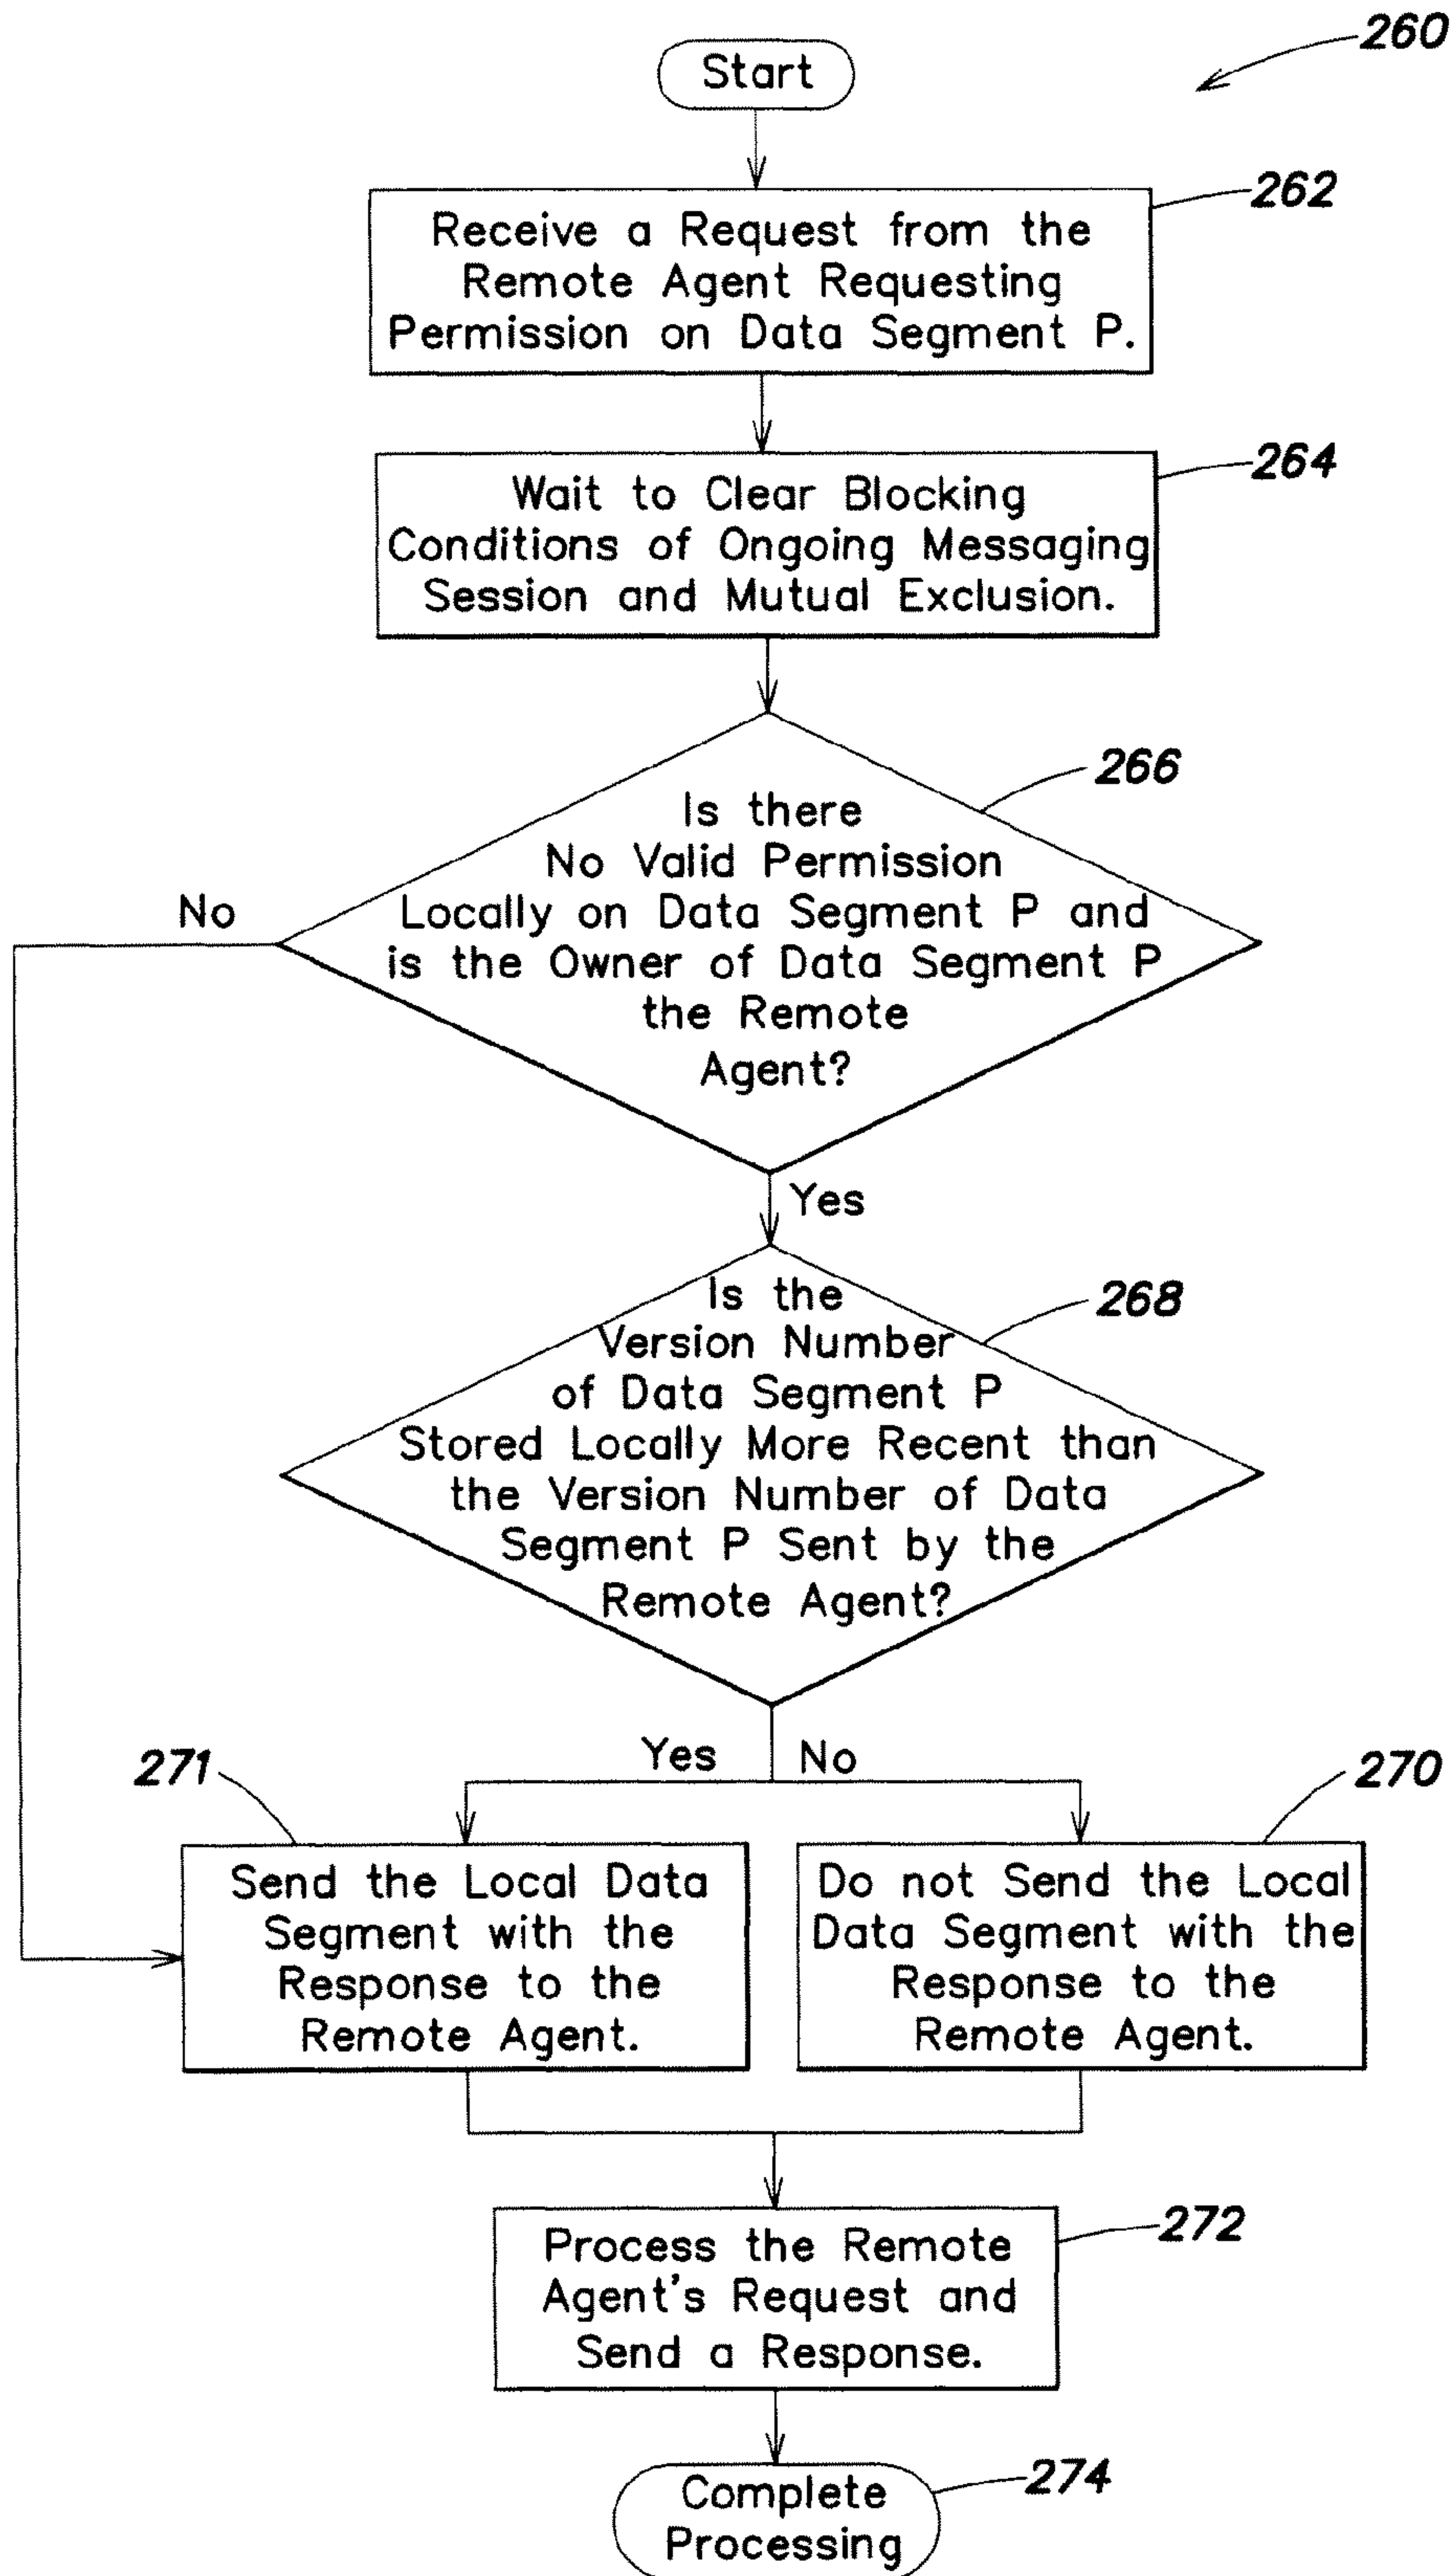 260
Start
262
Receive a Request from the
Remote Agent Requesting
Permission on Data Segment P.
264
Wait to Clear Blocking
Conditions of Ongoing Messaging
Session and Mutual Exclusion.
266
Is there
No Valid Permission
Locally on Data Segment P and
is the Owner of Data Segment P
the Remote
Agent?
No
Yes
268
Is the
Version Number
of Data Segment P
Stored Locally More Recent than
the Version Number of Data
Segment P Sent by the
Remote Agent?
Yes
No
271
270
Send the Local Data
Segment with the
Response to the
Remote Agent.
Do not Send the Local
Data Segment with the
Response to the
Remote Agent.
272
Process the Remote
Agent's Request and
Send a Response.
274
Complete
Processing